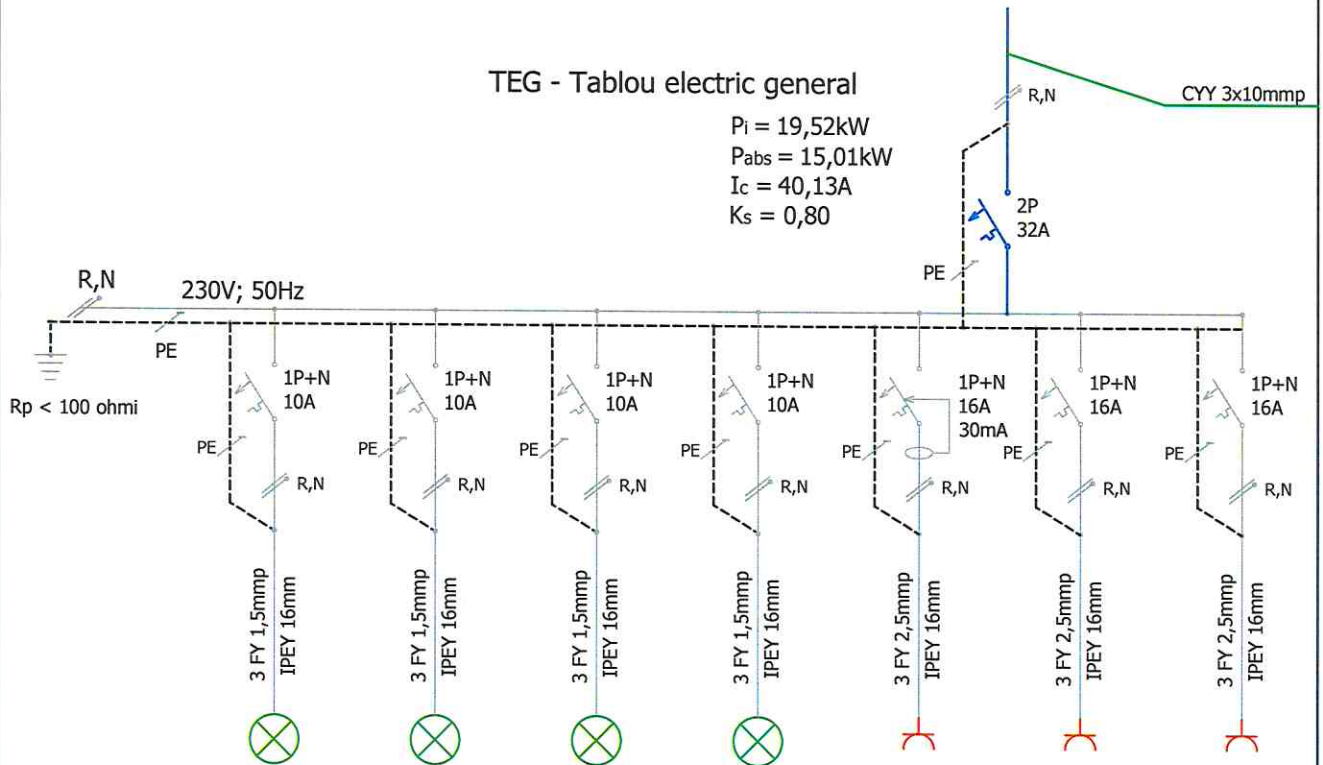 TEG - Tablou electric general
Pi = 19,52kW
Pabs = 15,01kW
Ic = 40,13A
Ks = 0,80
R,N
CYY 3x10mmp
2P
32A
PE
R,N
230V; 50Hz
PE
Rp < 100 ohmi
1P+N
10A
PE
R,N
3 FY 1,5mmp
IPEY 16mm
1P+N
10A
PE
R,N
3 FY 1,5mmp
IPEY 16mm
1P+N
10A
PE
R,N
3 FY 1,5mmp
IPEY 16mm
1P+N
10A
PE
R,N
3 FY 1,5mmp
IPEY 16mm
1P+N
16A
30mA
PE
R,N
3 FY 2,5mmp
IPEY 16mm
1P+N
16A
PE
R,N
3 FY 2,5mmp
IPEY 16mm
1P+N
16A
PE
R,N
3 FY 2,5mmp
IPEY 16mm